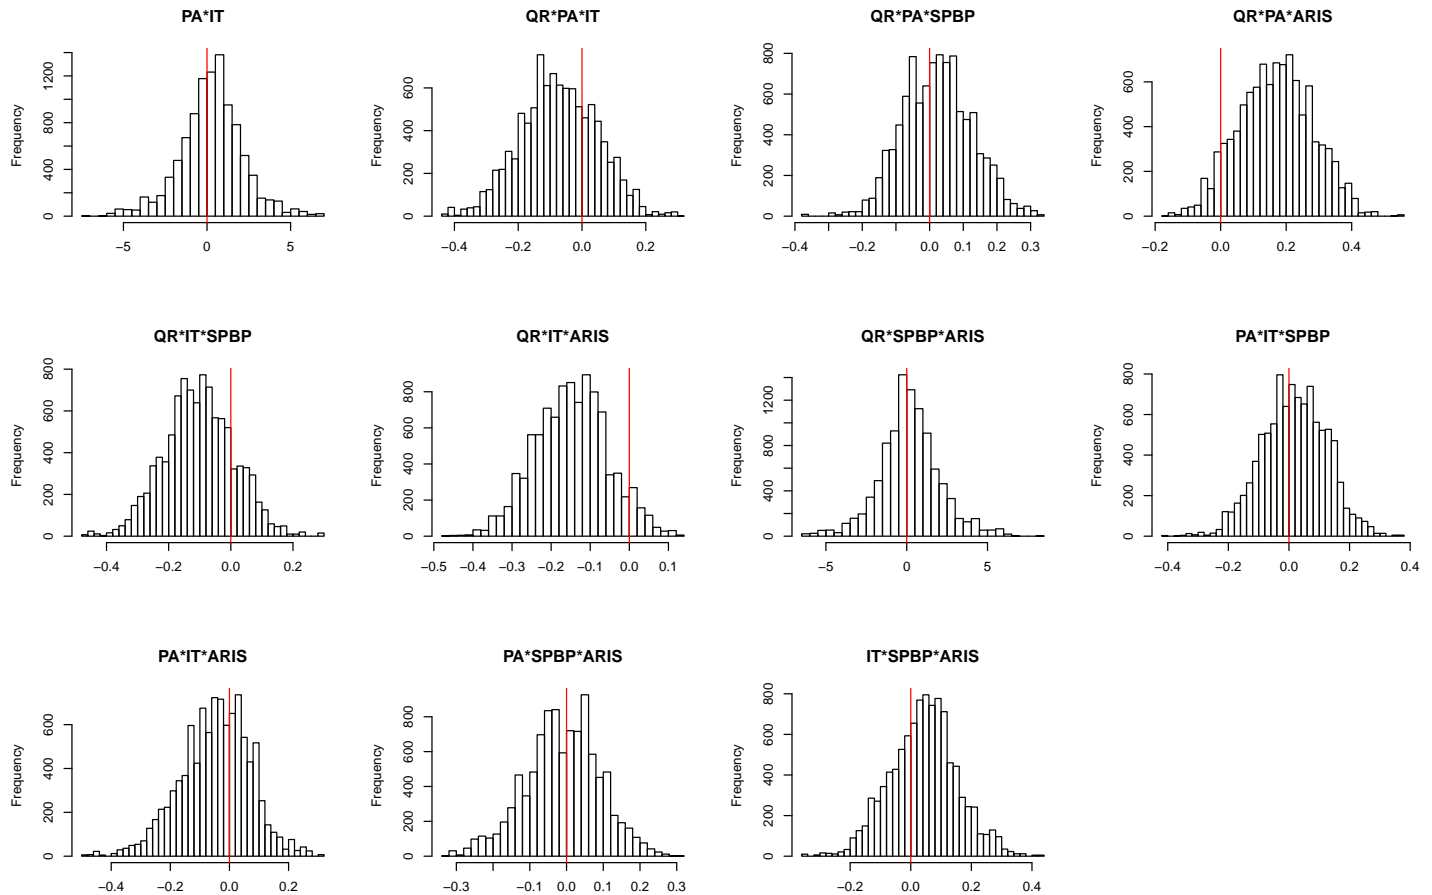 PA*IT
QR*PA*IT
QR*PA*SPBP
QR*PA*ARIS
Frequency
0 400 800 1200
−5 0 5
Frequency
0 200 400 600
−0.4 −0.2 0.0 0.2
Frequency
0 200 400 600 800
−0.4 −0.2 0.0 0.1 0.2 0.3
Frequency
0 200 400 600
−0.2 0.0 0.2 0.4
QR*IT*SPBP
QR*IT*ARIS
QR*SPBP*ARIS
PA*IT*SPBP
Frequency
0 200 400 600 800
−0.4 −0.2 0.0 0.2
Frequency
0 200 400 600 800
−0.5 −0.4 −0.3 −0.2 −0.1 0.0 0.1
Frequency
0 400 800 1200
−5 0 5
Frequency
0 200 400 600 800
−0.4 −0.2 0.0 0.2 0.4
PA*IT*ARIS
PA*SPBP*ARIS
IT*SPBP*ARIS
Frequency
0 200 400 600
−0.4 −0.2 0.0 0.2
Frequency
0 200 400 600 800
−0.3 −0.1 0.0 0.1 0.2 0.3
Frequency
0 200 400 600 800
−0.2 0.0 0.2 0.4